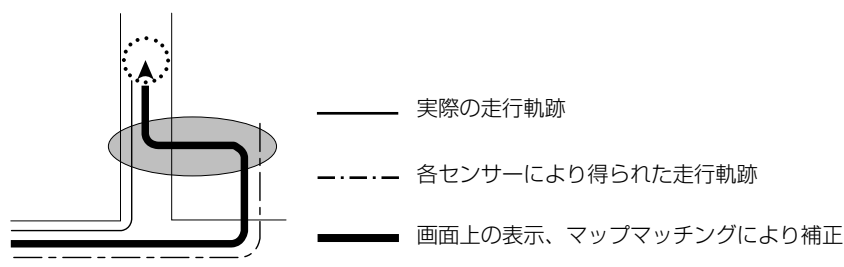 実際の走行軌跡
各センサーにより得られた走行軌跡
画面上の表示、マップマッチングにより補正